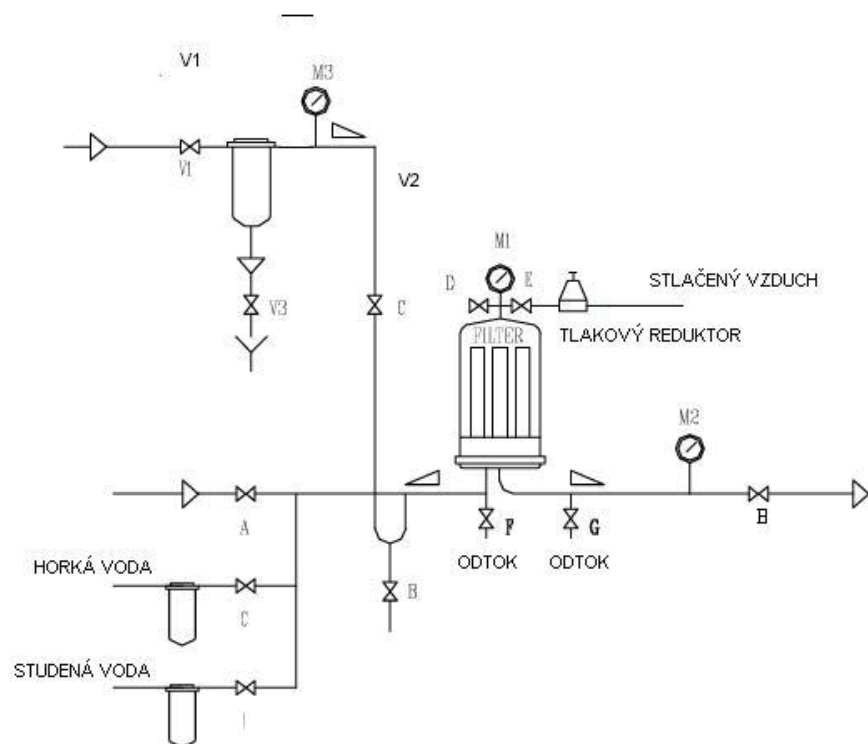 V1
M3
V1
V2
M1
D
E
STLAČENÝ VZDUCH
V3
C
FILTER
TLAKOVÝ REDUKTOR
M2
A
F
G
B
HORKÁ VODA
ODTOK
ODTOK
C
B
STUDENÁ VODA
I